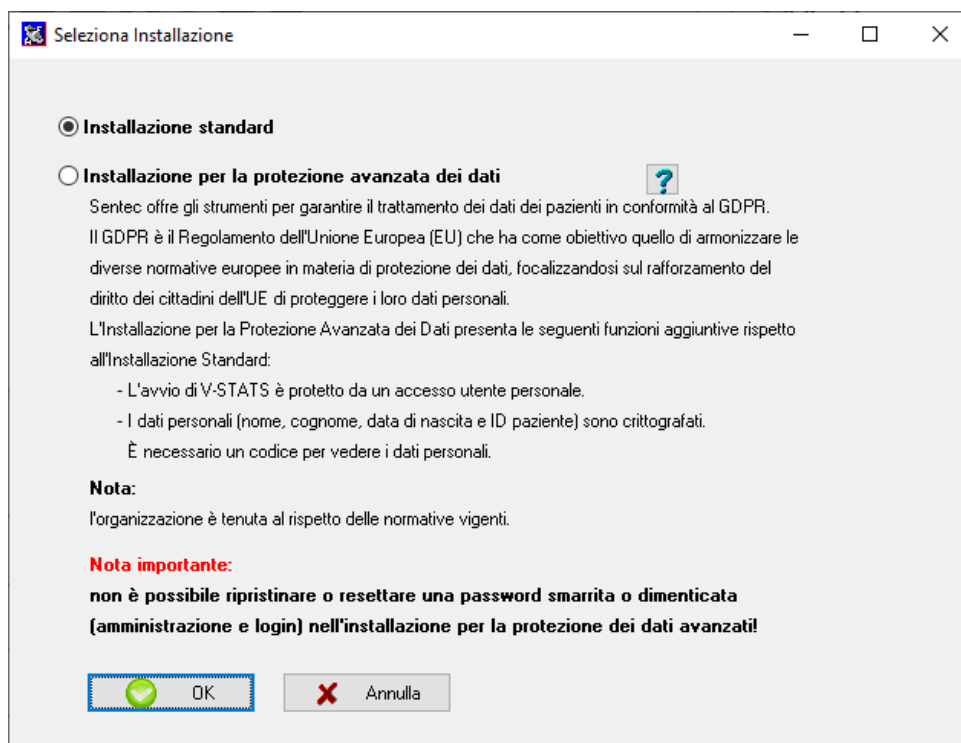 Seleziona Installazione
Installazione standard
Installazione per la protezione avanzata dei dati
?
Sentec offre gli strumenti per garantire il trattamento dei dati dei pazienti in conformità al GDPR.
Il GDPR è il Regolamento dell'Unione Europea (EU) che ha come obiettivo quello di armonizzare le
diverse normative europee in materia di protezione dei dati, focalizzandosi sul rafforzamento del
diritto dei cittadini dell'UE di proteggere i loro dati personali.
L'Installazione per la Protezione Avanzata dei Dati presenta le seguenti funzioni aggiuntive rispetto
all'Installazione Standard:
- L'avvio di V-STATS è protetto da un accesso utente personale.
- I dati personali (nome, cognome, data di nascita e ID paziente) sono crittografati.
È necessario un codice per vedere i dati personali.
Nota:
l'organizzazione è tenuta al rispetto delle normative vigenti.
Nota importante:
non è possibile ripristinare o resettare una password smarrita o dimenticata
(amministrazione e login) nell'installazione per la protezione dei dati avanzati!
OK
Annulla